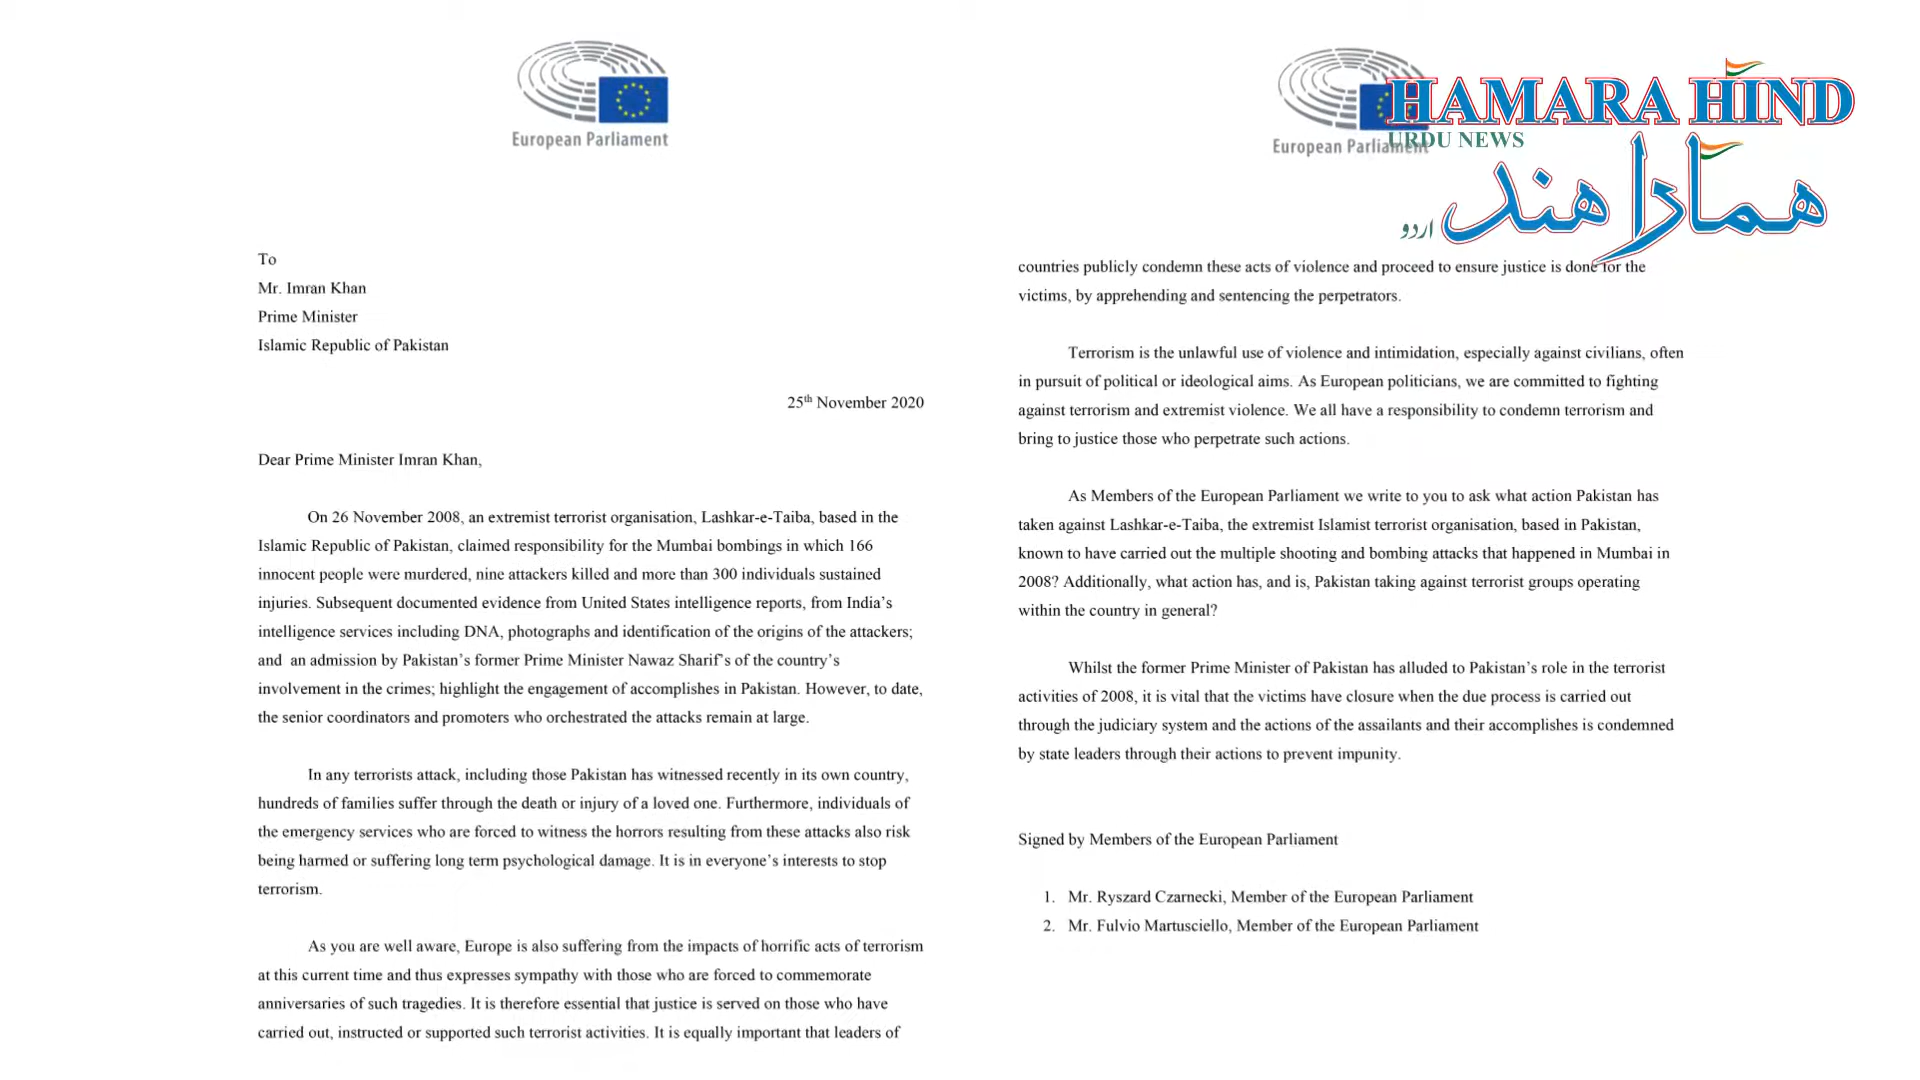 European Parliament
To
Mr. Imran Khan
Prime Minister
Islamic Republic of Pakistan
25th November 2020
Dear Prime Minister Imran Khan,
On 26 November 2008, an extremist terrorist organisation, Lashkar-e-Taiba, based in the
Islamic Republic of Pakistan, claimed responsibility for the Mumbai bombings in which 166
innocent people were murdered, nine attackers killed and more than 300 individuals sustained
injuries. Subsequent documented evidence from United States intelligence reports, from India’s
intelligence services including DNA, photographs and identification of the origins of the attackers;
and  an admission by Pakistan’s former Prime Minister Nawaz Sharif’s of the country’s
involvement in the crimes; highlight the engagement of accomplishes in Pakistan. However, to date,
the senior coordinators and promoters who orchestrated the attacks remain at large.
In any terrorists attack, including those Pakistan has witnessed recently in its own country,
hundreds of families suffer through the death or injury of a loved one. Furthermore, individuals of
the emergency services who are forced to witness the horrors resulting from these attacks also risk
being harmed or suffering long term psychological damage. It is in everyone’s interests to stop
terrorism.
As you are well aware, Europe is also suffering from the impacts of horrific acts of terrorism
at this current time and thus expresses sympathy with those who are forced to commemorate
anniversaries of such tragedies. It is therefore essential that justice is served on those who have
carried out, instructed or supported such terrorist activities. It is equally important that leaders of
European Parliament
HAMARA HIND
URDU NEWS
ہمارا ہند
اردو
countries publicly condemn these acts of violence and proceed to ensure justice is done for the
victims, by apprehending and sentencing the perpetrators.
Terrorism is the unlawful use of violence and intimidation, especially against civilians, often
in pursuit of political or ideological aims. As European politicians, we are committed to fighting
against terrorism and extremist violence. We all have a responsibility to condemn terrorism and
bring to justice those who perpetrate such actions.
As Members of the European Parliament we write to you to ask what action Pakistan has
taken against Lashkar-e-Taiba, the extremist Islamist terrorist organisation, based in Pakistan,
known to have carried out the multiple shooting and bombing attacks that happened in Mumbai in
2008? Additionally, what action has, and is, Pakistan taking against terrorist groups operating
within the country in general?
Whilst the former Prime Minister of Pakistan has alluded to Pakistan’s role in the terrorist
activities of 2008, it is vital that the victims have closure when the due process is carried out
through the judiciary system and the actions of the assailants and their accomplishes is condemned
by state leaders through their actions to prevent impunity.
Signed by Members of the European Parliament
1. Mr. Ryszard Czarnecki, Member of the European Parliament
2. Mr. Fulvio Martusciello, Member of the European Parliament